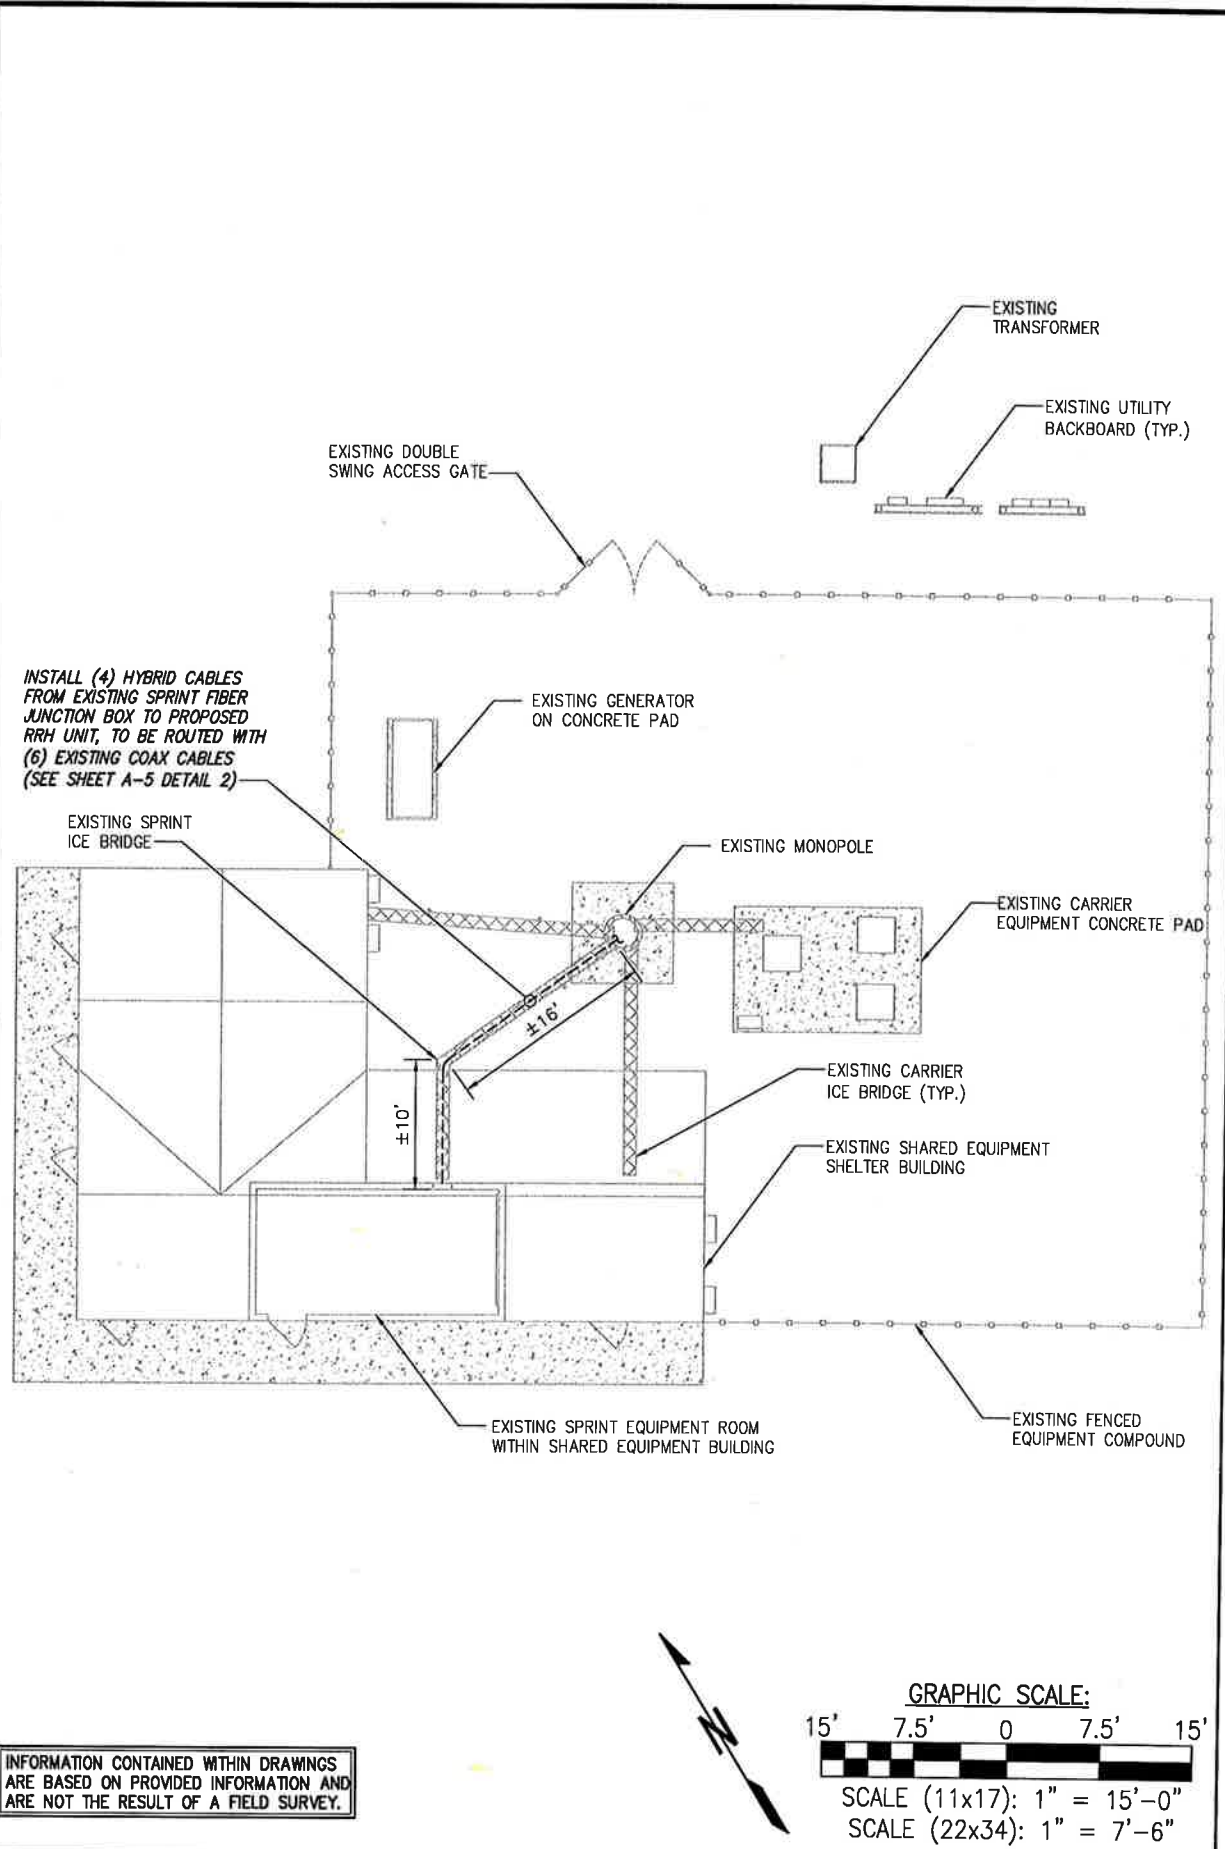 EXISTING
TRANSFORMER
EXISTING UTILITY
BACKBOARD (TYP.)
EXISTING DOUBLE
SWING ACCESS GATE
INSTALL (4) HYBRID CABLES
FROM EXISTING SPRINT FIBER
JUNCTION BOX TO PROPOSED
RRH UNIT, TO BE ROUTED WITH
(6) EXISTING COAX CABLES
(SEE SHEET A-5 DETAIL 2)
EXISTING GENERATOR
ON CONCRETE PAD
EXISTING SPRINT
ICE BRIDGE
EXISTING MONOPOLE
EXISTING CARRIER
EQUIPMENT CONCRETE PAD
±16'
±10'
EXISTING CARRIER
ICE BRIDGE (TYP.)
EXISTING SHARED EQUIPMENT
SHELTER BUILDING
EXISTING SPRINT EQUIPMENT ROOM
WITHIN SHARED EQUIPMENT BUILDING
EXISTING FENCED
EQUIPMENT COMPOUND
N
GRAPHIC SCALE:
15' 7.5' 0 7.5' 15'
SCALE (11x17): 1" = 15'-0"
SCALE (22x34): 1" = 7'-6"
INFORMATION CONTAINED WITHIN DRAWINGS
ARE BASED ON PROVIDED INFORMATION AND
ARE NOT THE RESULT OF A FIELD SURVEY.